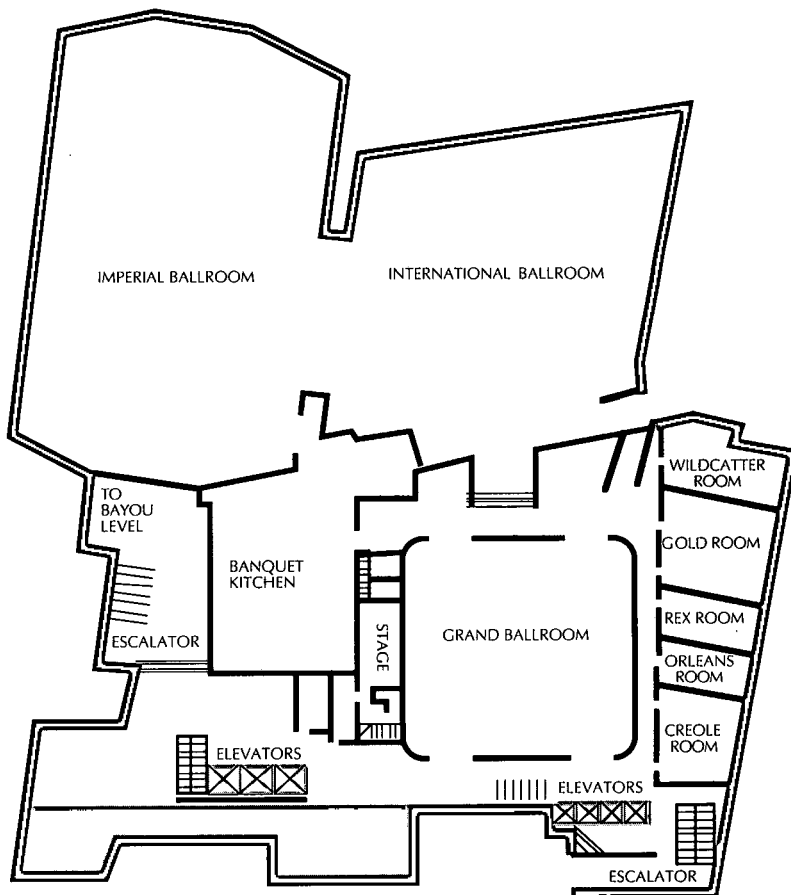 IMPERIAL BALLROOM
INTERNATIONAL BALLROOM
WILDCATTER
ROOM
TO
BAYOU
LEVEL
GOLD ROOM
BANQUET
KITCHEN
REX ROOM
ESCALATOR
STAGE
GRAND BALLROOM
ORLEANS
ROOM
CREOLE
ROOM
ELEVATORS
ELEVATORS
ESCALATOR